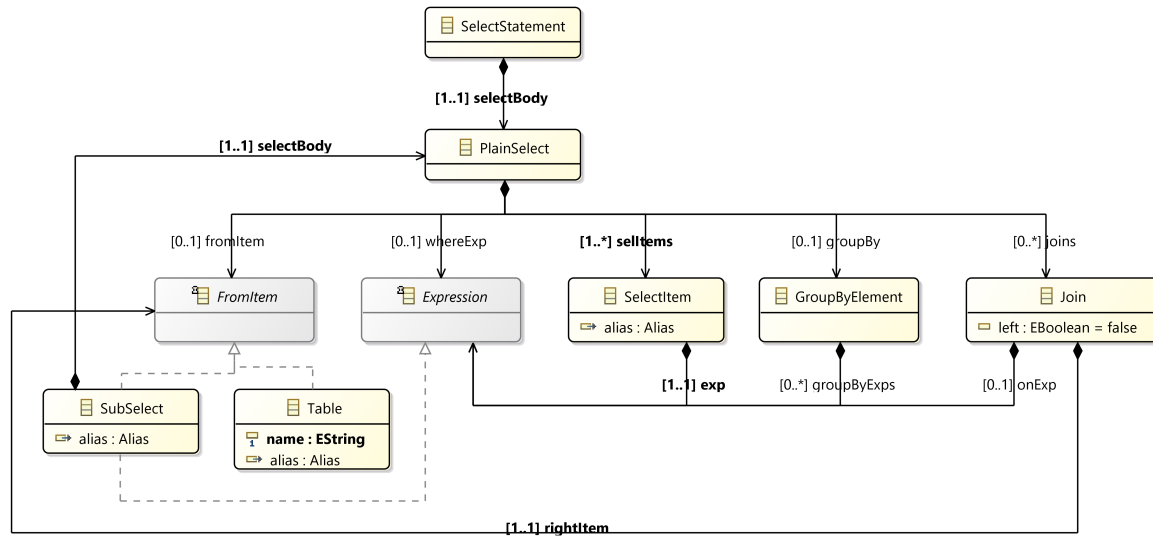 SelectStatement
[1..1] selectBody
[1..1] selectBody
PlainSelect
[0..1] fromItem
[0..1] whereExp
[1..*] selItems
[0..1] groupBy
[0..*] joins
FromItem
Expression
SelectItem
alias : Alias
GroupByElement
Join
left : EBoolean = false
[1..1] exp
[0..*] groupByExps
[0..1] onExp
SubSelect
alias : Alias
Table
1 name : EString
alias : Alias
[1..1] rightItem